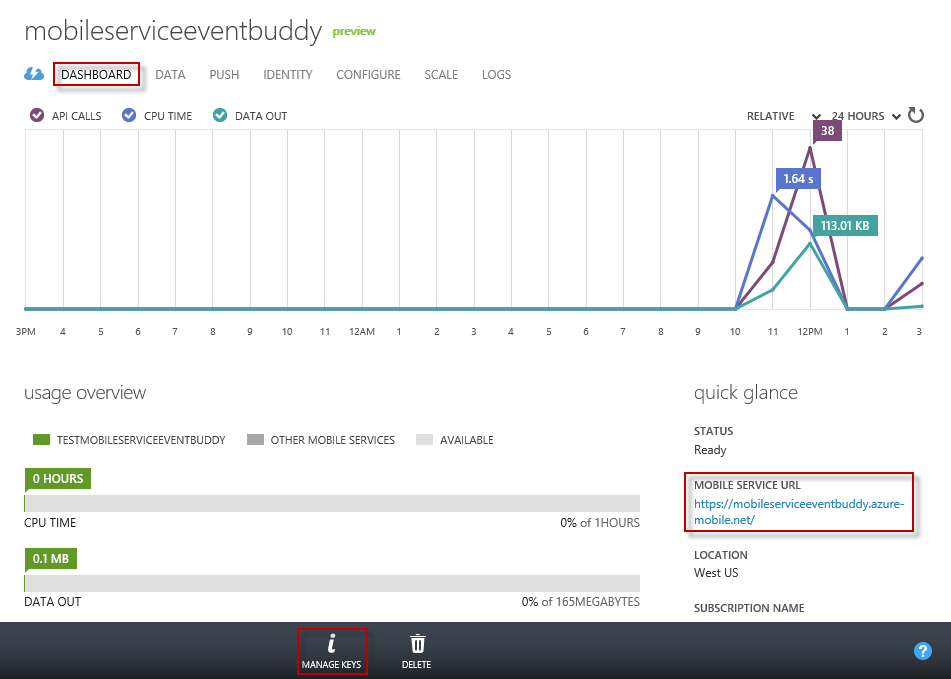 mobileserviceeventbuddy preview
DASHBOARD DATA PUSH IDENTITY CONFIGURE SCALE LOGS
API CALLS CPU TIME DATA OUT RELATIVE 24 HOURS
38
1.64 s
113.01 KB
3PM 4 5 6 7 8 9 10 11 12AM 1 2 3 4 5 6 7 8 9 10 11 12PM 1 2 3
usage overview
TESTMOBILESERVICEEVENTBUDDY OTHER MOBILE SERVICES AVAILABLE
0 HOURS
CPU TIME 0% of 1HOURS
0.1 MB
DATA OUT 0% of 165MEGABYTES
quick glance
STATUS
Ready
MOBILE SERVICE URL
https://mobileserviceeventbuddy.azure-
mobile.net/
LOCATION
West US
SUBSCRIPTION NAME
i
MANAGE KEYS DELETE
?